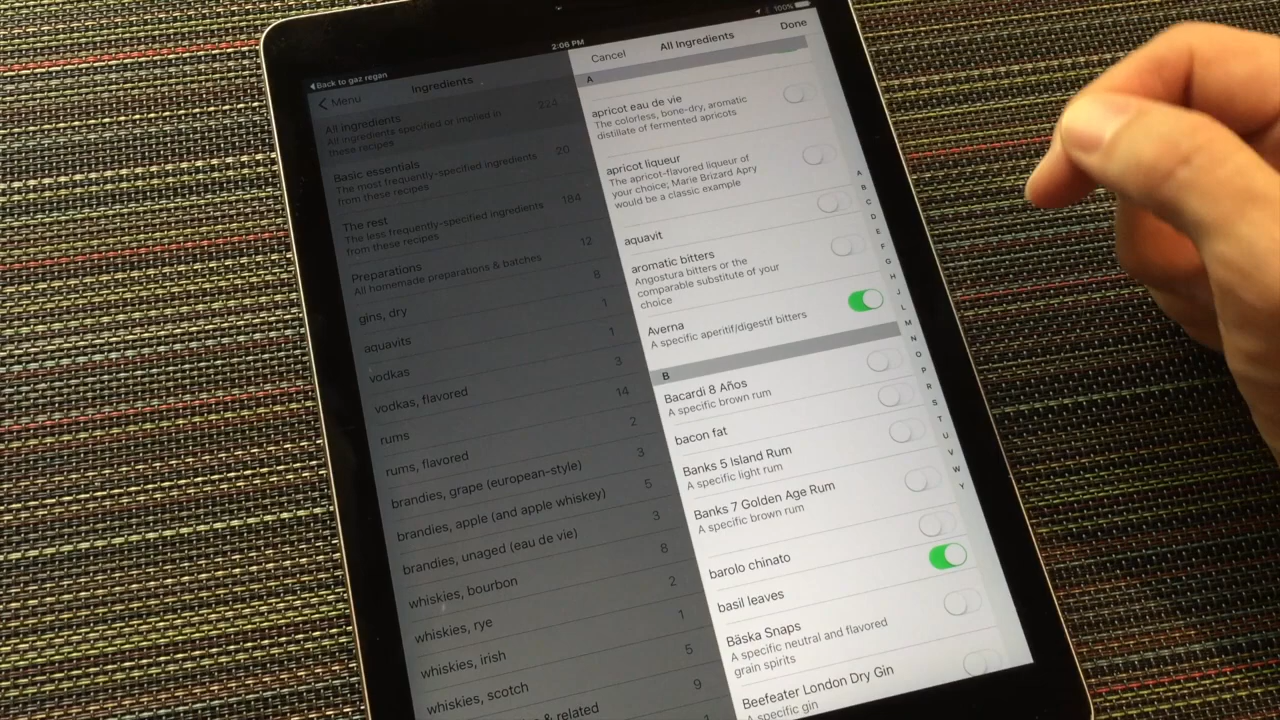 2:06 PM
100%
Back to gaz regan
Menu
Ingredients
All ingredients
224
All ingredients specified or implied in
these recipes
Basic essentials
20
The most frequently-specified ingredients
from these recipes
The rest
184
The less frequently-specified ingredients
from these recipes
Preparations
12
All homemade preparations & batches
gins, dry
8
aquavits
1
vodkas
1
vodkas, flavored
3
rums
14
rums, flavored
2
brandies, grape (european-style)
3
brandies, apple (and apple whiskey)
5
brandies, unaged (eau de vie)
3
whiskies, bourbon
8
whiskies, rye
2
whiskies, irish
1
whiskies, scotch
5
& related
9
Cancel
All Ingredients
Done
A
apricot eau de vie
The colorless, bone-dry, aromatic
distillate of fermented apricots
apricot liqueur
The apricot-flavored liqueur of
your choice; Marie Brizard Apry
would be a classic example
aquavit
aromatic bitters
Angostura bitters or the
comparable substitute of your
choice
Averna
A specific aperitif/digestif bitters
B
Bacardi 8 Años
A specific brown rum
bacon fat
Banks 5 Island Rum
A specific light rum
Banks 7 Golden Age Rum
A specific brown rum
barolo chinato
basil leaves
Bäska Snaps
A specific neutral and flavored
grain spirits
Beefeater London Dry Gin
A specific gin
A
B
C
D
E
F
G
H
J
L
M
N
O
P
R
S
T
U
V
W
Y